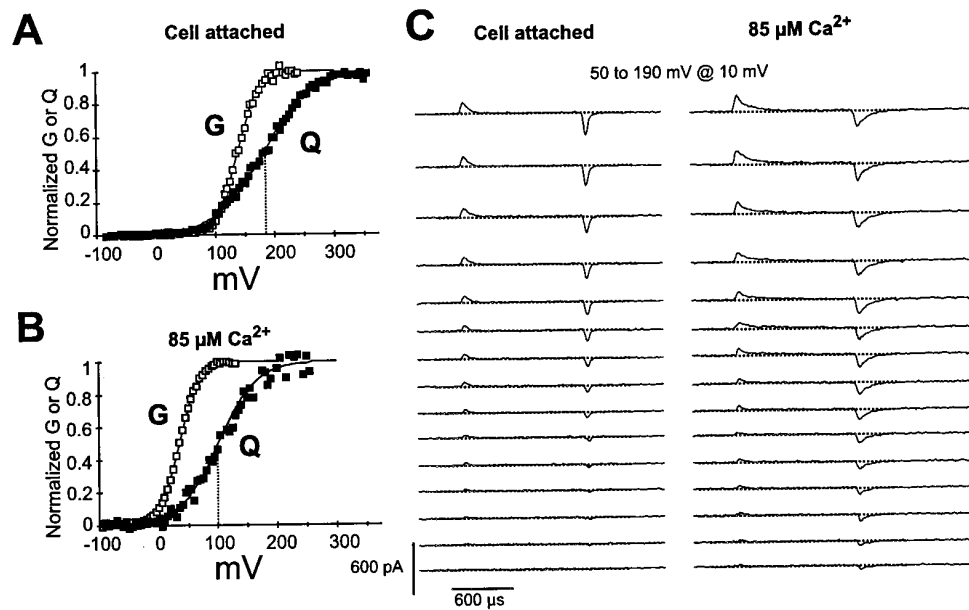 A
Cell attached
Normalized G or Q
1
0.8
0.6
0.4
0.2
0
G
Q
-100 0 100 200 300
mV
B
85 µM Ca2+
Normalized G or Q
1
0.8
0.6
0.4
0.2
0
G
Q
-100 0 100 200 300
mV
C
Cell attached
85 µM Ca2+
50 to 190 mV @ 10 mV
600 pA
600 µs